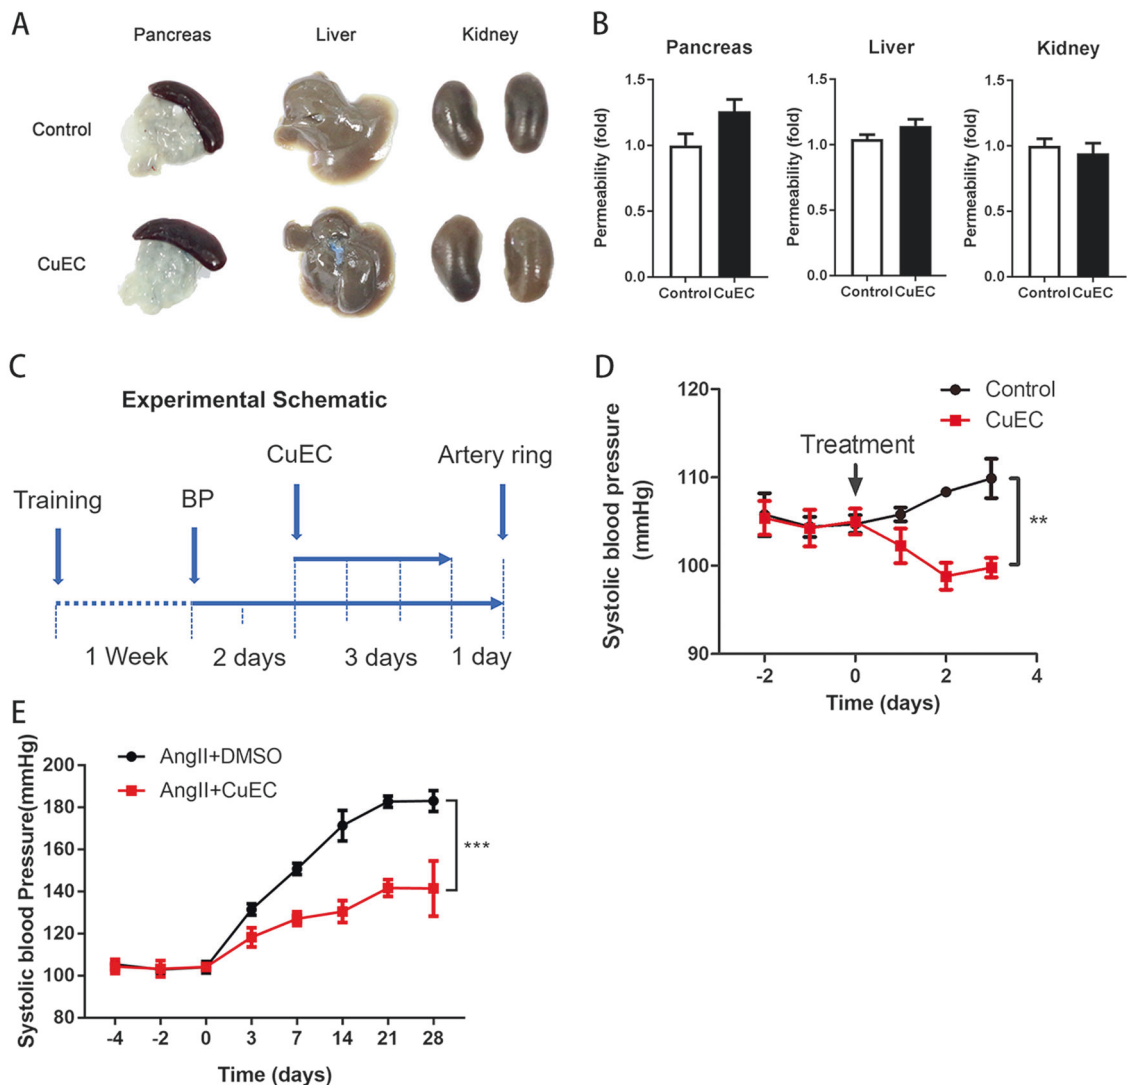 A
Pancreas Liver Kidney
Control
CuEC
B
Pancreas
Permeability (fold)
1.5
1.0
0.5
0.0
Control CuEC
Liver
Permeability (fold)
1.5
1.0
0.5
0.0
Control CuEC
Kidney
Permeability (fold)
1.5
1.0
0.5
0.0
Control CuEC
C
Experimental Schematic
CuEC
Artery ring
Training
BP
1 Week 2 days 3 days 1 day
D
Systolic blood pressure
(mmHg)
120
110
100
90
Control
CuEC
Treatment
**
-2 0 2 4
Time (days)
E
Systolic blood Pressure(mmHg)
200
180
160
140
120
100
80
AngII+DMSO
AngII+CuEC
***
-4 -2 0 3 7 14 21 28
Time (days)